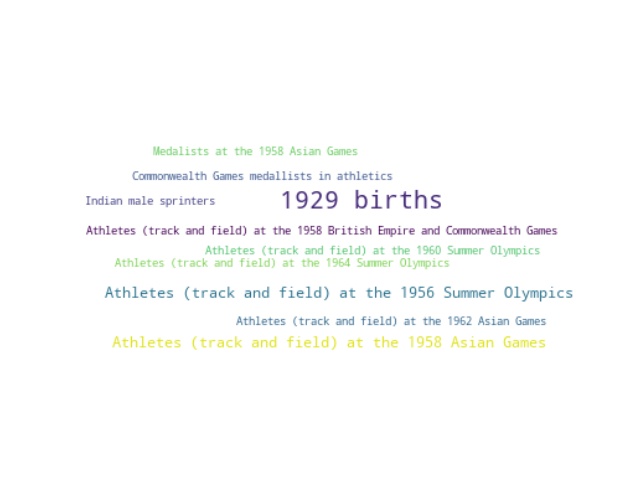 Medalists at the 1958 Asian Games
Commonwealth Games medallists in athletics
Indian male sprinters
1929 births
Athletes (track and field) at the 1958 British Empire and Commonwealth Games
Athletes (track and field) at the 1960 Summer Olympics
Athletes (track and field) at the 1964 Summer Olympics
Athletes (track and field) at the 1956 Summer Olympics
Athletes (track and field) at the 1962 Asian Games
Athletes (track and field) at the 1958 Asian Games